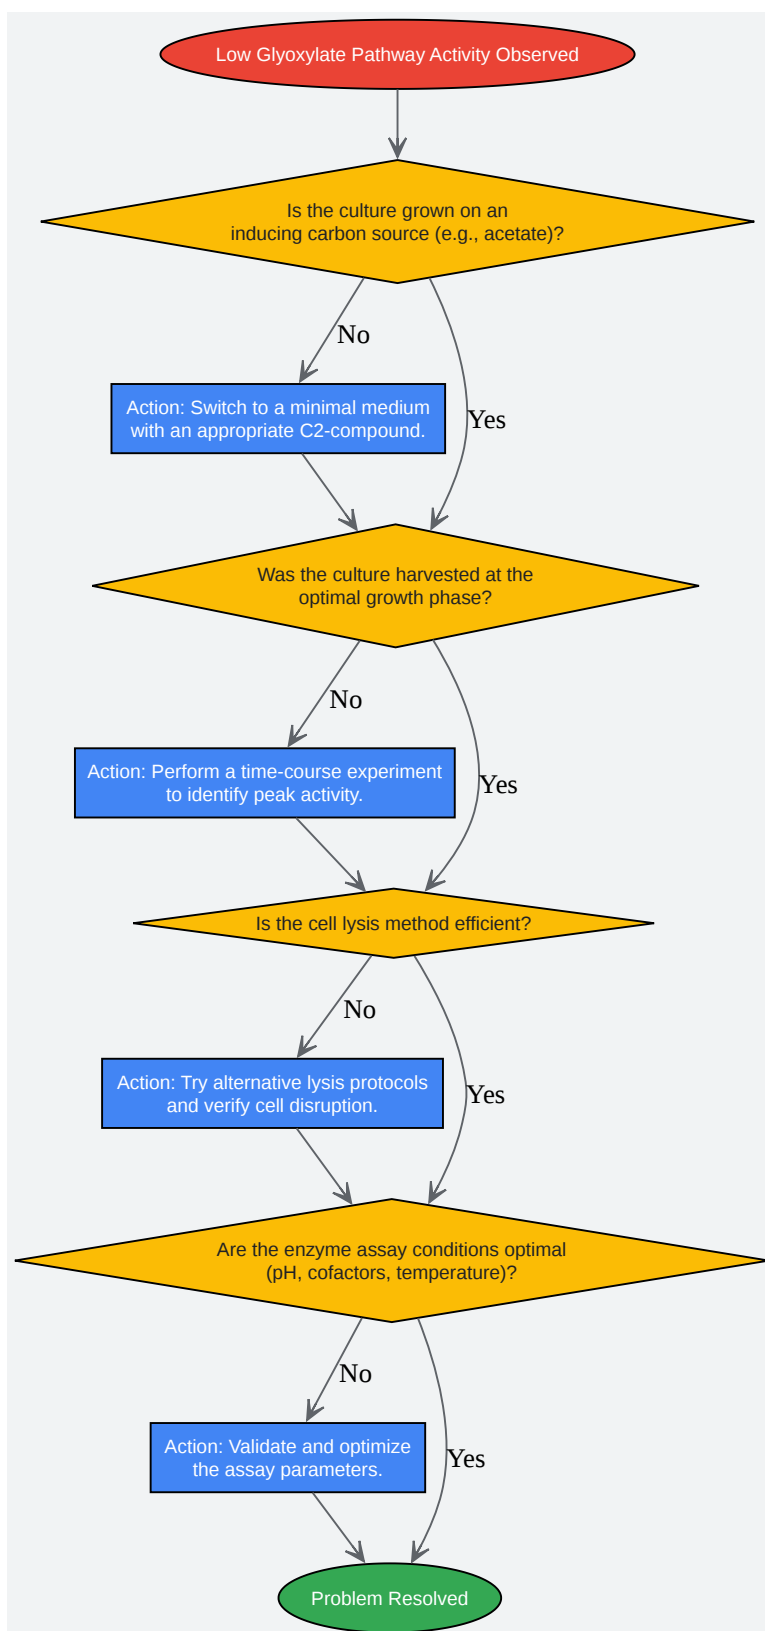 Low Glyoxylate Pathway Activity Observed
Is the culture grown on an
inducing carbon source (e.g., acetate)?
No
Action: Switch to a minimal medium
with an appropriate C2-compound.
Yes
Was the culture harvested at the
optimal growth phase?
No
Action: Perform a time-course experiment
to identify peak activity.
Yes
Is the cell lysis method efficient?
No
Action: Try alternative lysis protocols
and verify cell disruption.
Yes
Are the enzyme assay conditions optimal
(pH, cofactors, temperature)?
No
Action: Validate and optimize
the assay parameters.
Yes
Problem Resolved